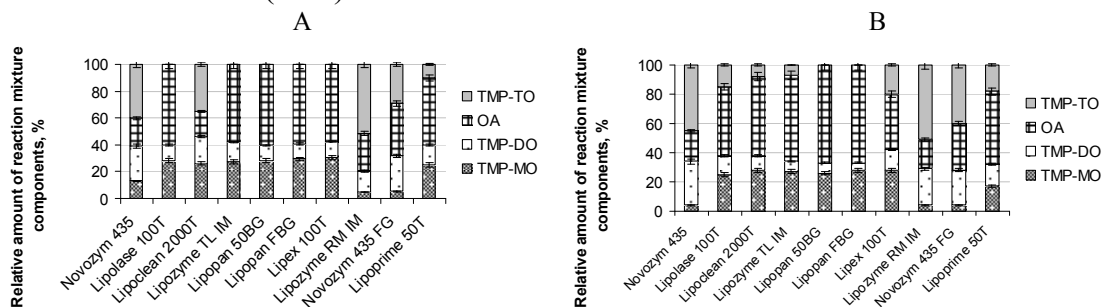 A
Relative amount of reaction mixture
components, %
100
80
60
40
20
0
Novozym 435
Lipolase 100T
Lipoclean 2000T
Lipozyme TL IM
Lipopan 50BG
Lipopan FBG
Lipex 100T
Lipozyme RM IM
Novozym 435 FG
Lipoprime 50T
TMP-TO
OA
TMP-DO
TMP-MO
B
Relative amount of reaction mixture
components, %
100
80
60
40
20
0
Novozym 435
Lipolase 100T
Lipoclean 2000T
Lipozyme TL IM
Lipopan 50BG
Lipopan FBG
Lipex 100T
Lipozyme RM IM
Novozym 435 FG
Lipoprime 50T
TMP-TO
OA
TMP-DO
TMP-MO